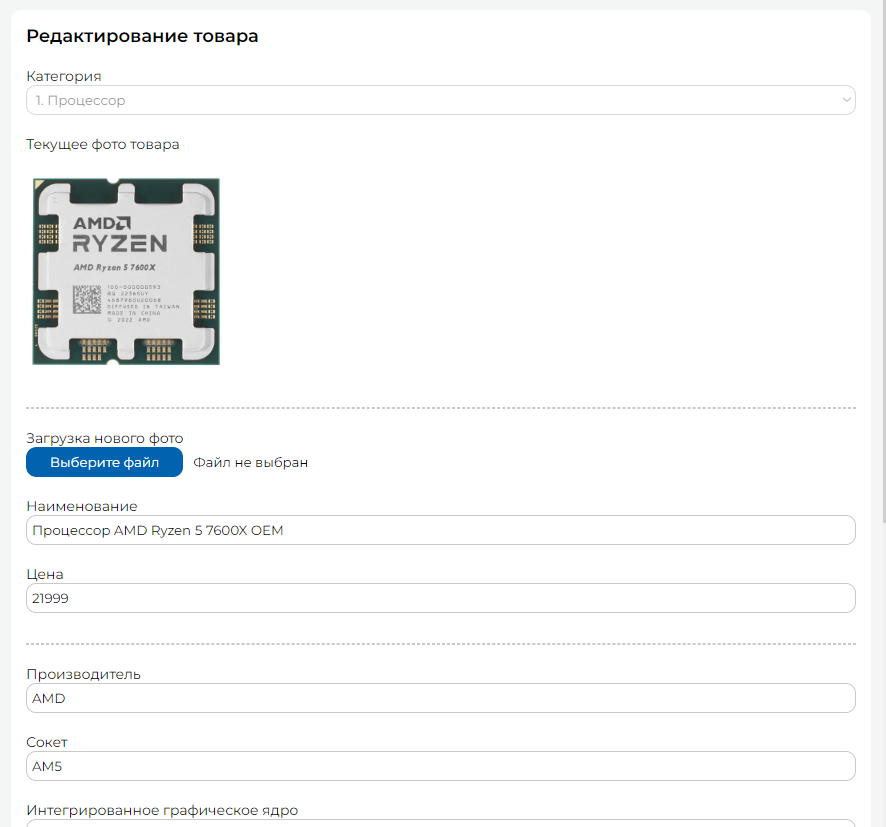 Редактирование товара
Категория
1. Процессор
Текущее фото товара
AMD
RYZEN
AMD Ryzen 5 7600X
100-000000593
DIFFUSED IN TAIWAN
MADE IN CHINA
© 2022 AMD
Загрузка нового фото
Выберите файл Файл не выбран
Наименование
Процессор AMD Ryzen 5 7600X OEM
Цена
21999
Производитель
AMD
Сокет
AM5
Интегрированное графическое ядро